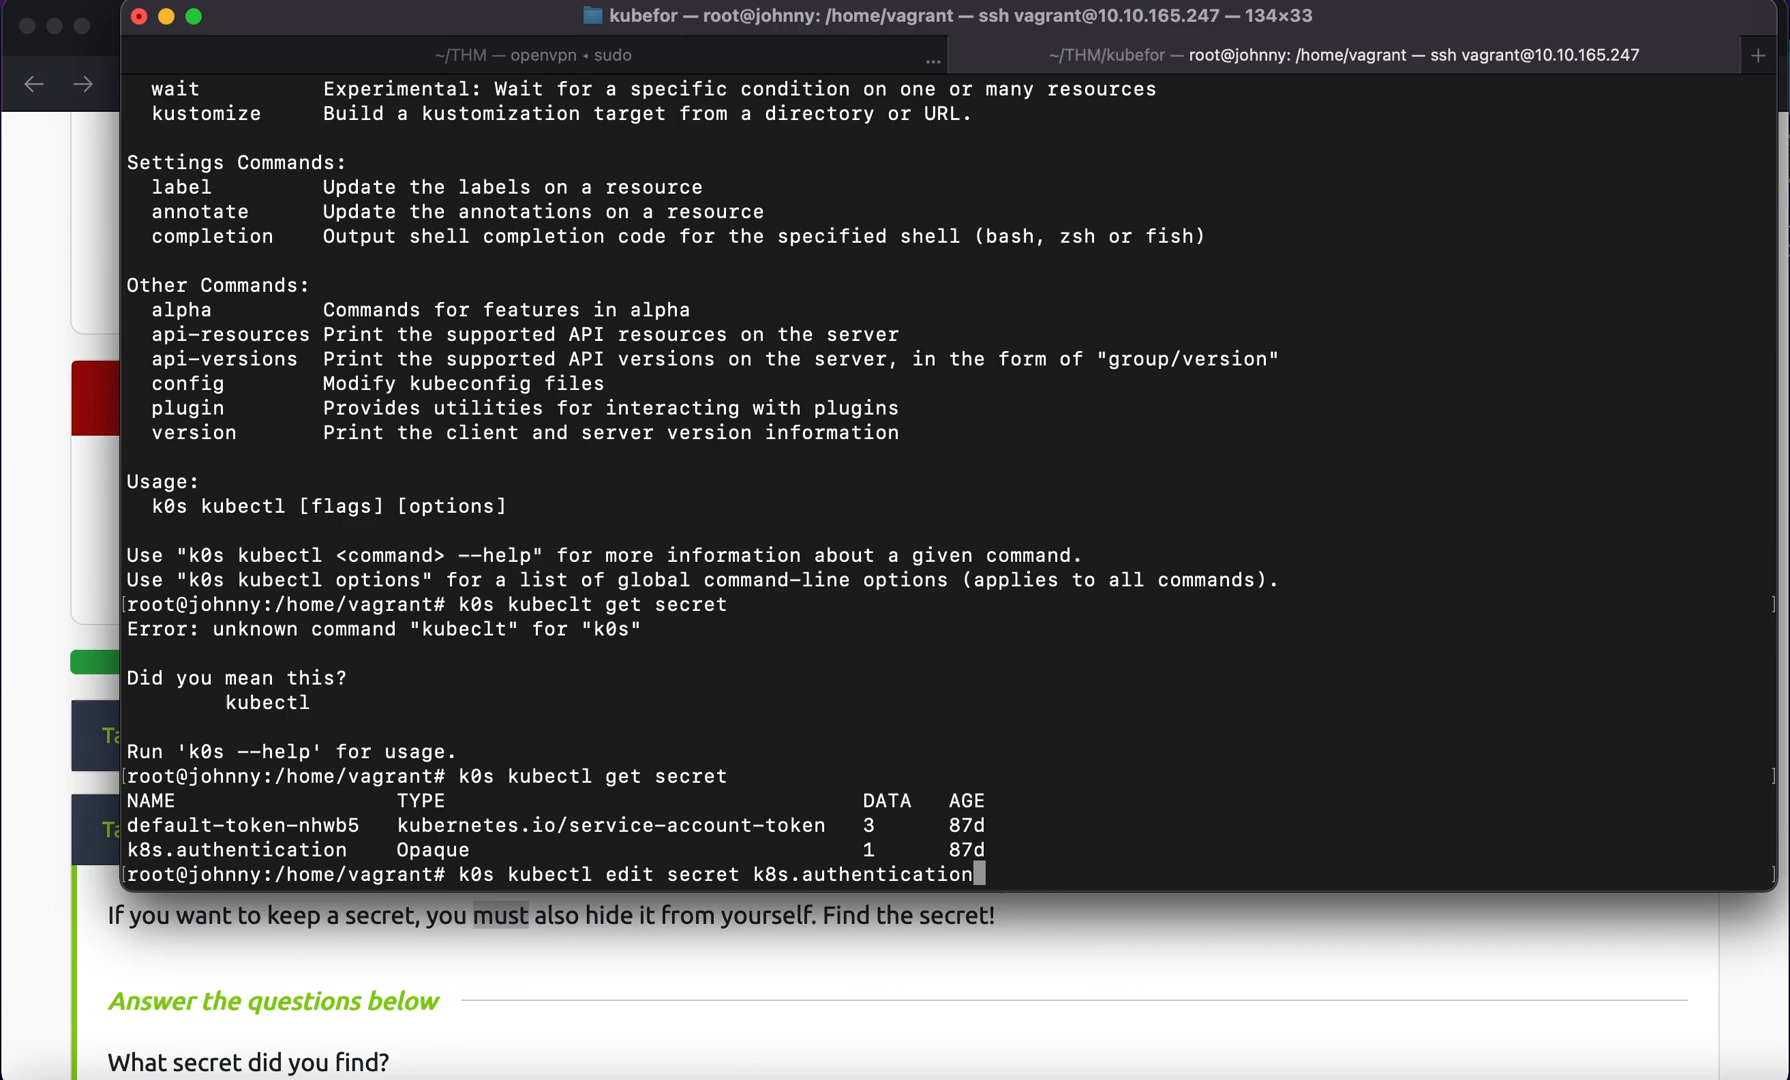 kubefor — root@johnny: /home/vagrant — ssh vagrant@10.10.165.247 — 134×33
~/THM — openvpn ◂ sudo
...
~/THM/kubefor — root@johnny: /home/vagrant — ssh vagrant@10.10.165.247
+
wait Experimental: Wait for a specific condition on one or many resources
kustomize Build a kustomization target from a directory or URL.
Settings Commands:
label Update the labels on a resource
annotate Update the annotations on a resource
completion Output shell completion code for the specified shell (bash, zsh or fish)
Other Commands:
alpha Commands for features in alpha
api-resources Print the supported API resources on the server
api-versions Print the supported API versions on the server, in the form of "group/version"
config Modify kubeconfig files
plugin Provides utilities for interacting with plugins
version Print the client and server version information
Usage:
k0s kubectl [flags] [options]
Use "k0s kubectl <command> --help" for more information about a given command.
Use "k0s kubectl options" for a list of global command-line options (applies to all commands).
[root@johnny:/home/vagrant# k0s kubeclt get secret ]
Error: unknown command "kubeclt" for "k0s"
Did you mean this?
kubectl
Run 'k0s --help' for usage.
[root@johnny:/home/vagrant# k0s kubectl get secret ]
NAME TYPE DATA AGE
default-token-nhwb5 kubernetes.io/service-account-token 3 87d
k8s.authentication Opaque 1 87d
[root@johnny:/home/vagrant# k0s kubectl edit secret k8s.authentication ]
If you want to keep a secret, you must also hide it from yourself. Find the secret!
Answer the questions below
What secret did you find?